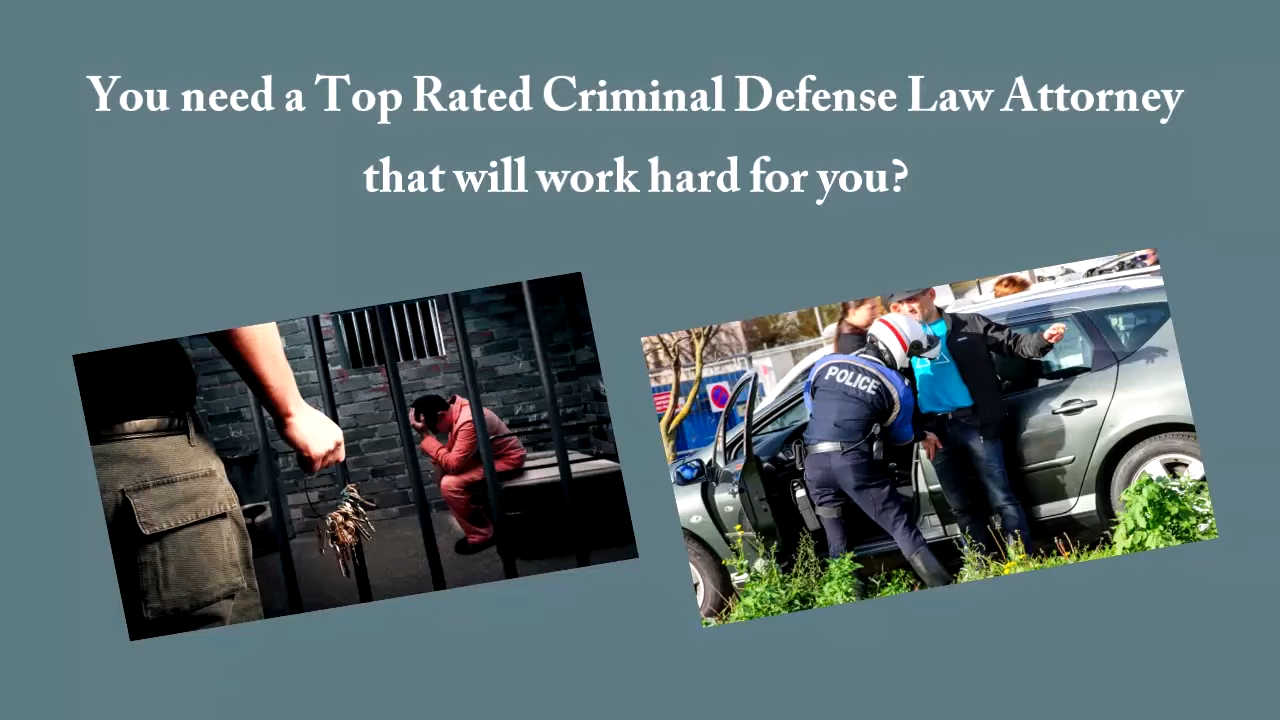 You need a Top Rated Criminal Defense Law Attorney
that will work hard for you?
POLICE